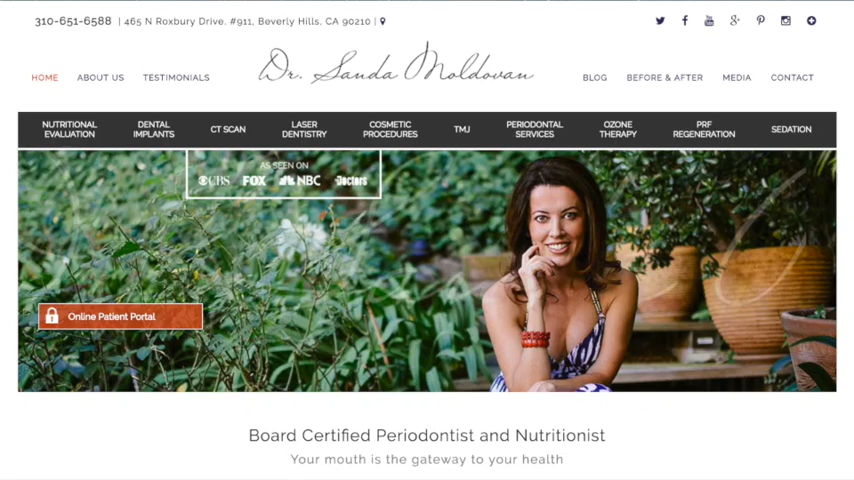 310-651-6588 | 465 N Roxbury Drive. #911, Beverly Hills, CA 90210 |
Dr. Sanda Moldovan
HOME ABOUT US TESTIMONIALS BLOG BEFORE & AFTER MEDIA CONTACT
NUTRITIONAL EVALUATION DENTAL IMPLANTS CT SCAN LASER DENTISTRY COSMETIC PROCEDURES TMJ PERIODONTAL SERVICES OZONE THERAPY PRF REGENERATION SEDATION
AS SEEN ON
CBS FOX NBC Doctors
Online Patient Portal
Board Certified Periodontist and Nutritionist
Your mouth is the gateway to your health